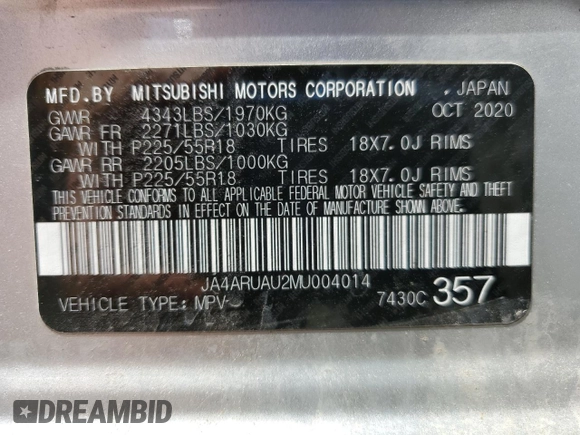 MFD.BY MITSUBISHI MOTORS CORPORATION . JAPAN
GVWR 4343LBS/1970KG OCT 2020
GAWR FR 2271LBS/1030KG
WITH P225/55R18 TIRES 18X7.0J RIMS
GAWR RR 2205LBS/1000KG
WITH P225/55R18 TIRES 18X7.0J RIMS
THIS VEHICLE CONFORMS TO ALL APPLICABLE FEDERAL MOTOR VEHICLE SAFETY AND THEFT
PREVENTION STANDARDS IN EFFECT ON THE DATE OF MANUFACTURE SHOWN ABOVE.
JA4ARUAU2MU004014
VEHICLE TYPE: MPV 7430C 357
DREAMBID